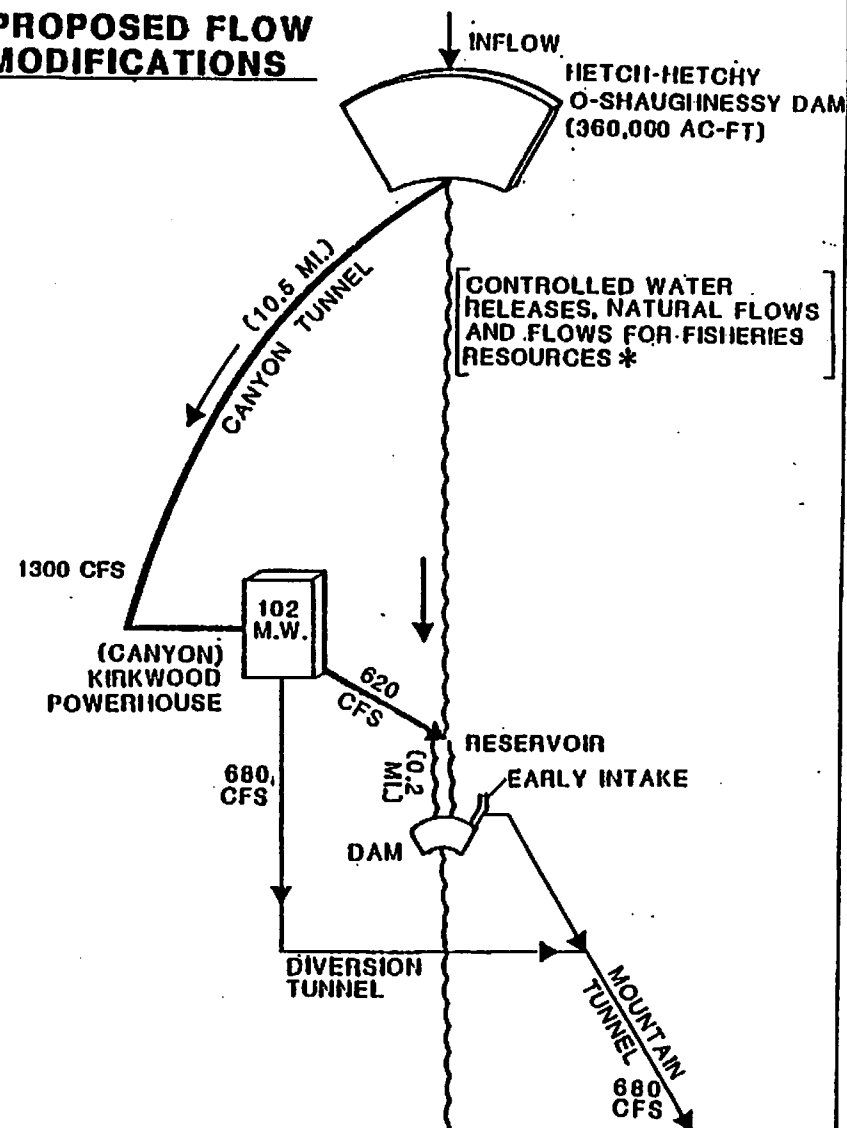 PROPOSED FLOW
MODIFICATIONS
INFLOW
HETCH-HETCHY
O-SHAUGHNESSY DAM
(360,000 AC-FT)
(10.5 MI.)
CANYON TUNNEL
[CONTROLLED WATER
RELEASES, NATURAL FLOWS
AND FLOWS FOR FISHERIES
RESOURCES *]
1300 CFS
102
M.W.
(CANYON)
KIRKWOOD
POWERHOUSE
620
CFS
RESERVOIR
(0.2
MI.)
EARLY INTAKE
680
CFS
DAM
DIVERSION
TUNNEL
MOUNTAIN
TUNNEL
680
CFS